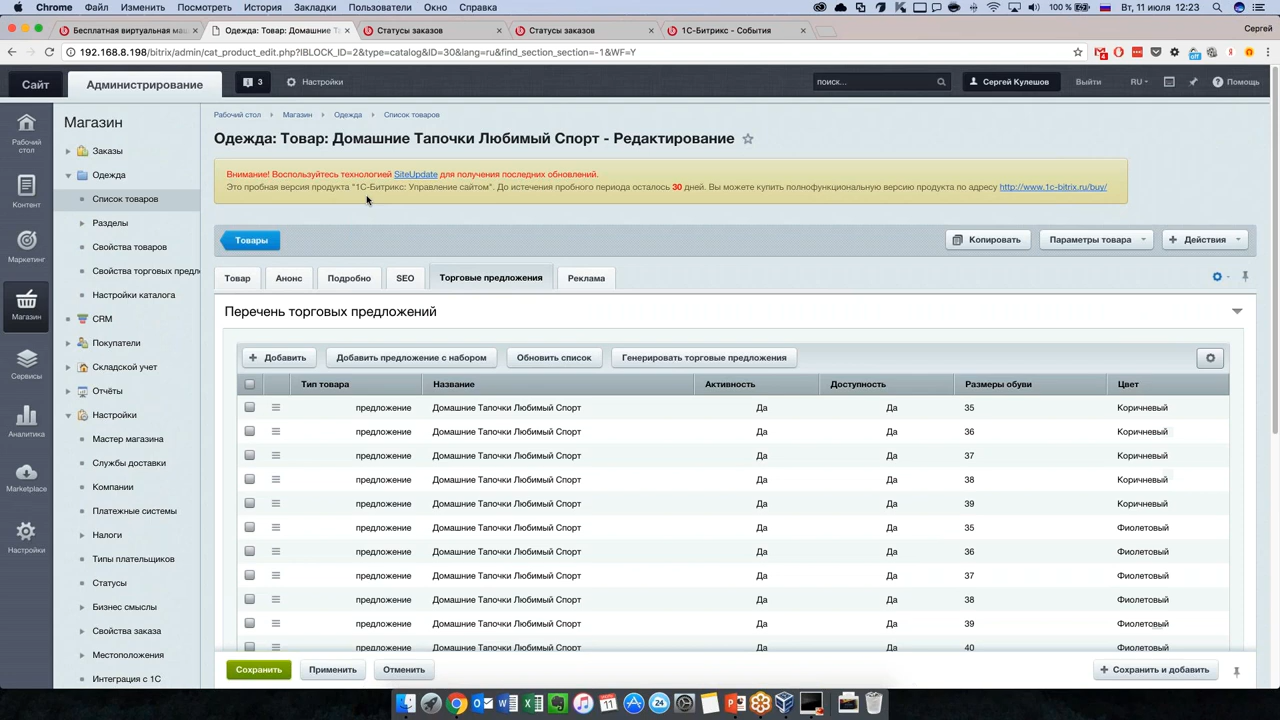 Chrome Файл Изменить Посмотреть История Закладки Пользователи Окно Справка 100 % Вт, 11 июля 12:23
Бесплатная виртуальная маш Одежда: Товар: Домашние Та Статусы заказов Статусы заказов 1С-Битрикс - События Сергей
192.168.8.198/bitrix/admin/cat_product_edit.php?IBLOCK_ID=2&type=catalog&ID=30&lang=ru&find_section_section=-1&WF=Y
Сайт Администрирование 3 Настройки поиск... Сергей Кулешов Выйти RU Помощь
Рабочий стол
Контент
Маркетинг
Магазин
Сервисы
Аналитика
Marketplace
Настройки
Магазин
Заказы
Одежда
Список товаров
Разделы
Свойства товаров
Свойства торговых предл
Настройки каталога
CRM
Покупатели
Складской учет
Отчёты
Настройки
Мастер магазина
Службы доставки
Компании
Платежные системы
Налоги
Типы плательщиков
Статусы
Бизнес смыслы
Свойства заказа
Местоположения
Интеграция с 1С
Рабочий стол Магазин Одежда Список товаров
Одежда: Товар: Домашние Тапочки Любимый Спорт - Редактирование
Внимание! Воспользуйтесь технологией SiteUpdate для получения последних обновлений.
Это пробная версия продукта "1С-Битрикс: Управление сайтом". До истечения пробного периода осталось 30 дней. Вы можете купить полнофункциональную версию продукта по адресу http://www.1c-bitrix.ru/buy/
Товары Копировать Параметры товара Действия
Товар Анонс Подробно SEO Торговые предложения Реклама
Перечень торговых предложений
Добавить Добавить предложение с набором Обновить список Генерировать торговые предложения
Тип товара Название Активность Доступность Размеры обуви Цвет
предложение Домашние Тапочки Любимый Спорт Да Да 35 Коричневый
предложение Домашние Тапочки Любимый Спорт Да Да 36 Коричневый
предложение Домашние Тапочки Любимый Спорт Да Да 37 Коричневый
предложение Домашние Тапочки Любимый Спорт Да Да 38 Коричневый
предложение Домашние Тапочки Любимый Спорт Да Да 39 Коричневый
предложение Домашние Тапочки Любимый Спорт Да Да 35 Фиолетовый
предложение Домашние Тапочки Любимый Спорт Да Да 36 Фиолетовый
предложение Домашние Тапочки Любимый Спорт Да Да 37 Фиолетовый
предложение Домашние Тапочки Любимый Спорт Да Да 38 Фиолетовый
предложение Домашние Тапочки Любимый Спорт Да Да 39 Фиолетовый
предложение Домашние Тапочки Любимый Спорт Да Да 40 Фиолетовый
Сохранить Применить Отменить Сохранить и добавить